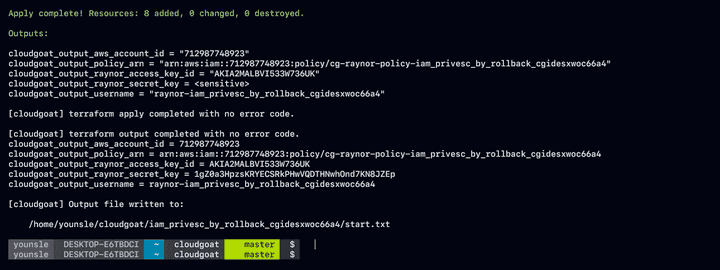 Apply complete! Resources: 8 added, 0 changed, 0 destroyed.
Outputs:
cloudgoat_output_aws_account_id = "712987748923"
cloudgoat_output_policy_arn = "arn:aws:iam::712987748923:policy/cg-raynor-policy-iam_privesc_by_rollback_cgidesxwoc66a4"
cloudgoat_output_raynor_access_key_id = "AKIA2MALBVI533W736UK"
cloudgoat_output_raynor_secret_key = <sensitive>
cloudgoat_output_username = "raynor-iam_privesc_by_rollback_cgidesxwoc66a4"
[cloudgoat] terraform apply completed with no error code.
[cloudgoat] terraform output completed with no error code.
cloudgoat_output_aws_account_id = 712987748923
cloudgoat_output_policy_arn = arn:aws:iam::712987748923:policy/cg-raynor-policy-iam_privesc_by_rollback_cgidesxwoc66a4
cloudgoat_output_raynor_access_key_id = AKIA2MALBVI533W736UK
cloudgoat_output_raynor_secret_key = 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
cloudgoat_output_username = raynor-iam_privesc_by_rollback_cgidesxwoc66a4
[cloudgoat] Output file written to:
/home/younsle/cloudgoat/iam_privesc_by_rollback_cgidesxwoc66a4/start.txt
younsle DESKTOP-E6TBDCI ~ cloudgoat master $
younsle DESKTOP-E6TBDCI ~ cloudgoat master $